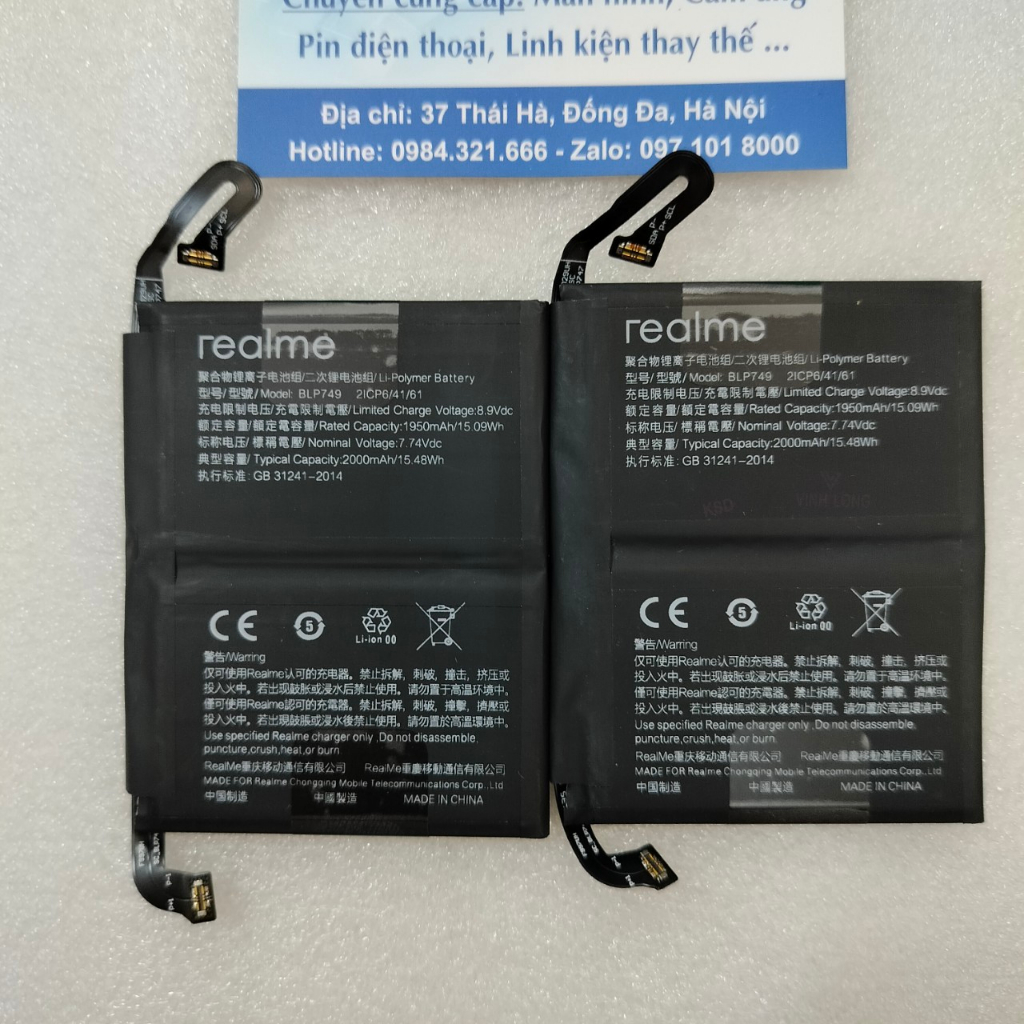 Chuyên cung cấp: Màn hình, Cảm ứng
Pin điện thoại, Linh kiện thay thế ...
Địa chỉ: 37 Thái Hà, Đống Đa, Hà Nội
Hotline: 0984.321.666 - Zalo: 097 101 8000
SDA P-
P+ SCL
realme
聚合物锂离子电池组/二次锂电池组/Li-Polymer Battery
型号/型號/Model: BLP749 2ICP6/41/61
充电限制电压/充電限制電壓/Limited Charge Voltage:8.9Vdc
额定容量/額定電容量/Rated Capacity:1950mAh/15.09Wh
标称电压/標稱電壓/Nominal Voltage:7.74Vdc
典型容量/Typical Capacity:2000mAh/15.48Wh
执行标准: GB 31241-2014
CE 5 Li-ion 00
警告/Warring
仅可使用Realme认可的充电器。禁止拆解, 刺破, 撞击, 挤压或
投入火中。若出现鼓胀或浸水后禁止使用。请勿置于高温环境中。
僅可使用Realme認可的充電器。禁止拆解, 刺破, 撞擊, 擠壓或
投入火中。若出現鼓脹或浸水後禁止使用。請勿置於高溫環境中。
Use specified Realme charger only .Do not disassemble.
puncture,crush,heat,or burn
RealMe重庆移动通信有限公司 RealMe重慶移動通信有限公司
MADE FOR Realme Chongqing Mobile Telecommunications Corp.,Ltd
中国制造 中國製造 MADE IN CHINA
SDA P-
P+ SCL
realme
聚合物锂离子电池组/二次锂电池组/Li-Polymer Battery
型号/型號/Model: BLP749 2ICP6/41/61
充电限制电压/充電限制電壓/Limited Charge Voltage:8.9Vdc
额定容量/額定電容量/Rated Capacity:1950mAh/15.09Wh
标称电压/標稱電壓/Nominal Voltage:7.74Vdc
典型容量/Typical Capacity:2000mAh/15.48Wh
执行标准: GB 31241-2014
VINH LONG
CE 5 Li-ion 00
警告/Warring
仅可使用Realme认可的充电器。禁止拆解, 刺破, 撞击, 挤压或
投入火中。若出现鼓胀或浸水后禁止使用。请勿置于高温环境中。
僅可使用Realme認可的充電器。禁止拆解, 刺破, 撞擊, 擠壓或
投入火中。若出現鼓脹或浸水後禁止使用。請勿置於高溫環境中。
Use specified Realme charger only .Do not disassemble.
puncture,crush,heat,or burn
RealMe重庆移动通信有限公司 RealMe重慶移動通信有限公司
MADE FOR Realme Chongqing Mobile Telecommunications Corp.,Ltd
中国制造 中國製造 MADE IN CHINA